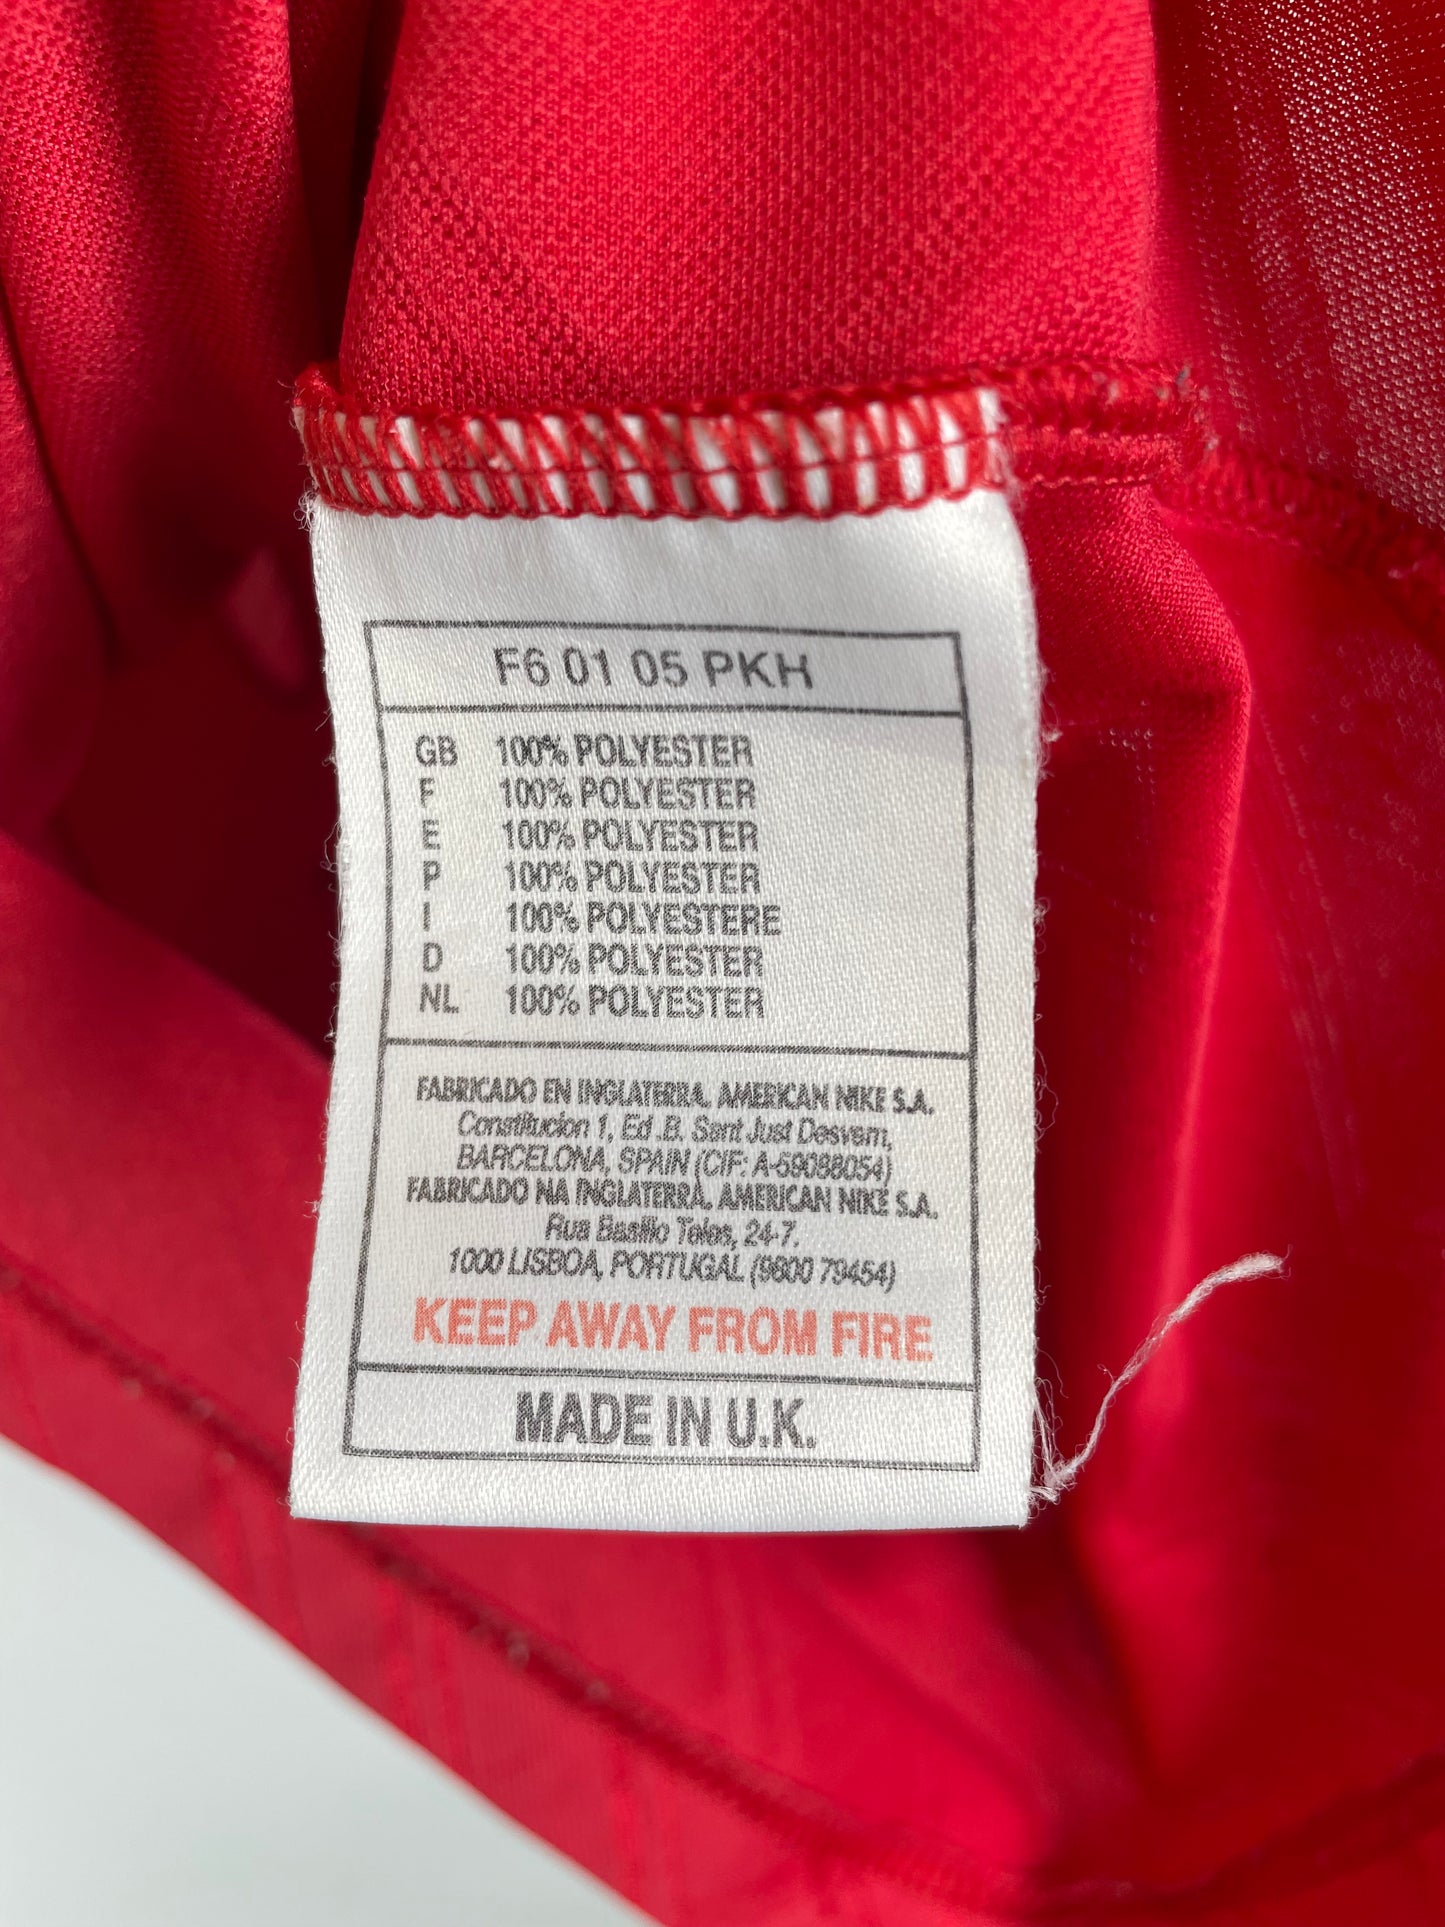 F6 01 05 PKH
GB 100% POLYESTER
F 100% POLYESTER
E 100% POLYESTER
P 100% POLYESTER
I 100% POLYESTERE
D 100% POLYESTER
NL 100% POLYESTER
FABRICADO EN INGLATERRA. AMERICAN NIKE S.A.
Constitucion 1, Ed .B. Sant Just Desvern,
BARCELONA, SPAIN (CIF: A-59088054)
FABRICADO NA INGLATERRA. AMERICAN NIKE S.A.
Rua Basilio Teles, 24-7.
1000 LISBOA, PORTUGAL (9800 79454)
KEEP AWAY FROM FIRE
MADE IN U.K.